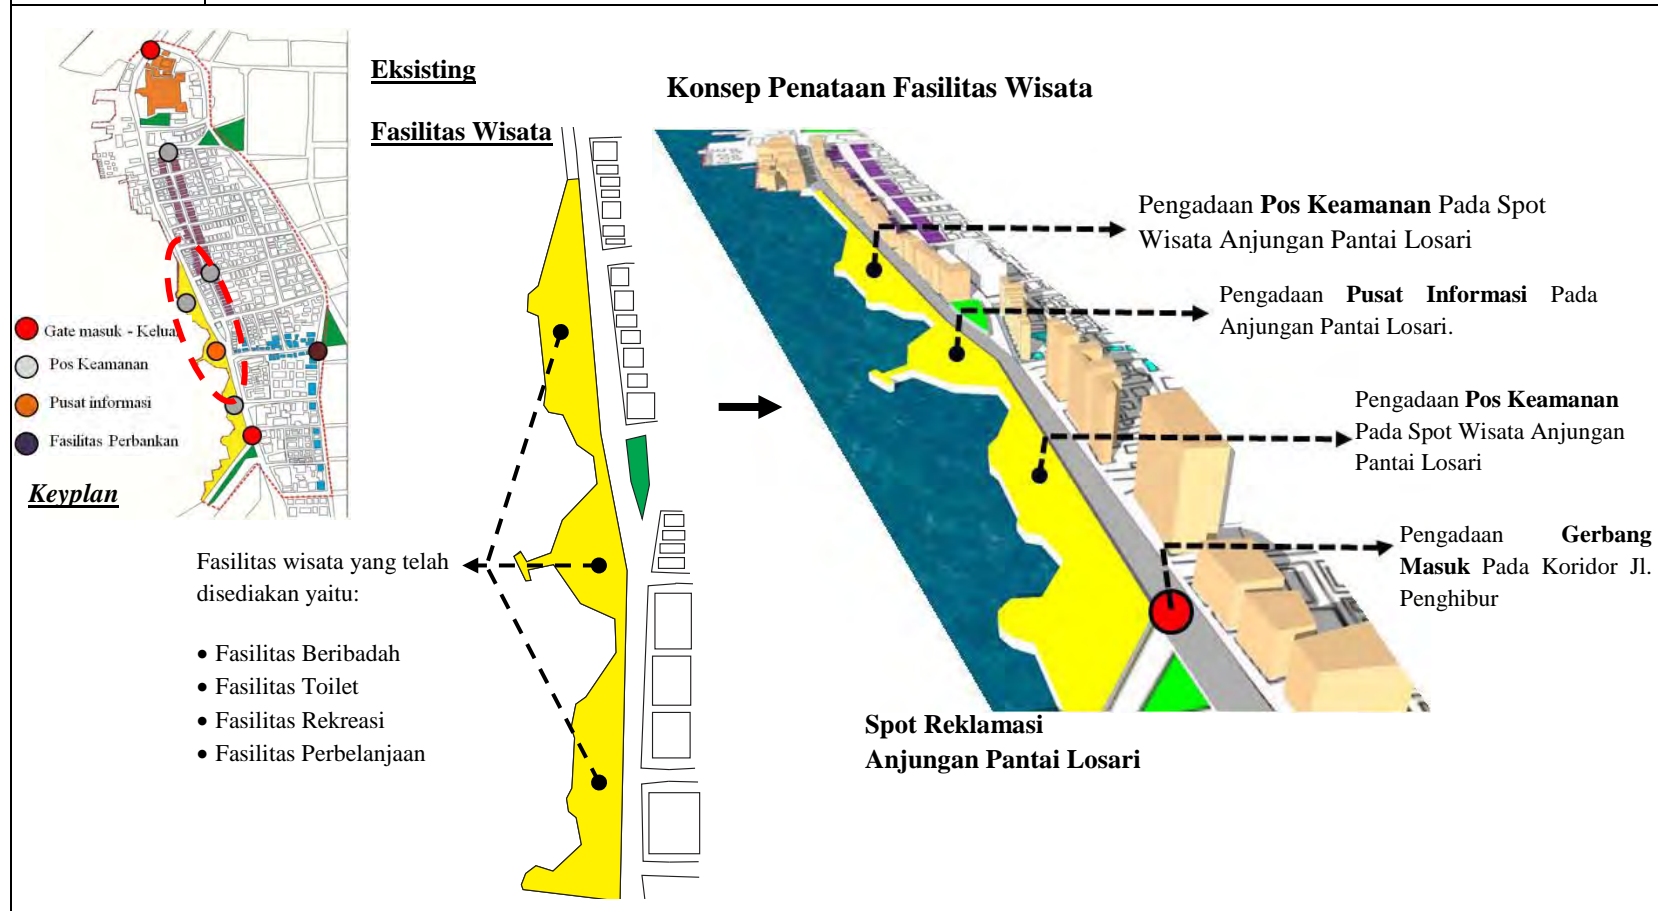 Eksisting
Fasilitas Wisata
Konsep Penataan Fasilitas Wisata
Gate masuk - Kelua
Pos Keamanan
Pusat informasi
Fasilitas Perbankan
Keyplan
Fasilitas wisata yang telah
disediakan yaitu:
• Fasilitas Beribadah
• Fasilitas Toilet
• Fasilitas Rekreasi
• Fasilitas Perbelanjaan
Pengadaan Pos Keamanan Pada Spot
Wisata Anjungan Pantai Losari
Pengadaan Pusat Informasi Pada
Anjungan Pantai Losari.
Pengadaan Pos Keamanan
Pada Spot Wisata Anjungan
Pantai Losari
Pengadaan Gerbang
Masuk Pada Koridor Jl.
Penghibur
Spot Reklamasi
Anjungan Pantai Losari